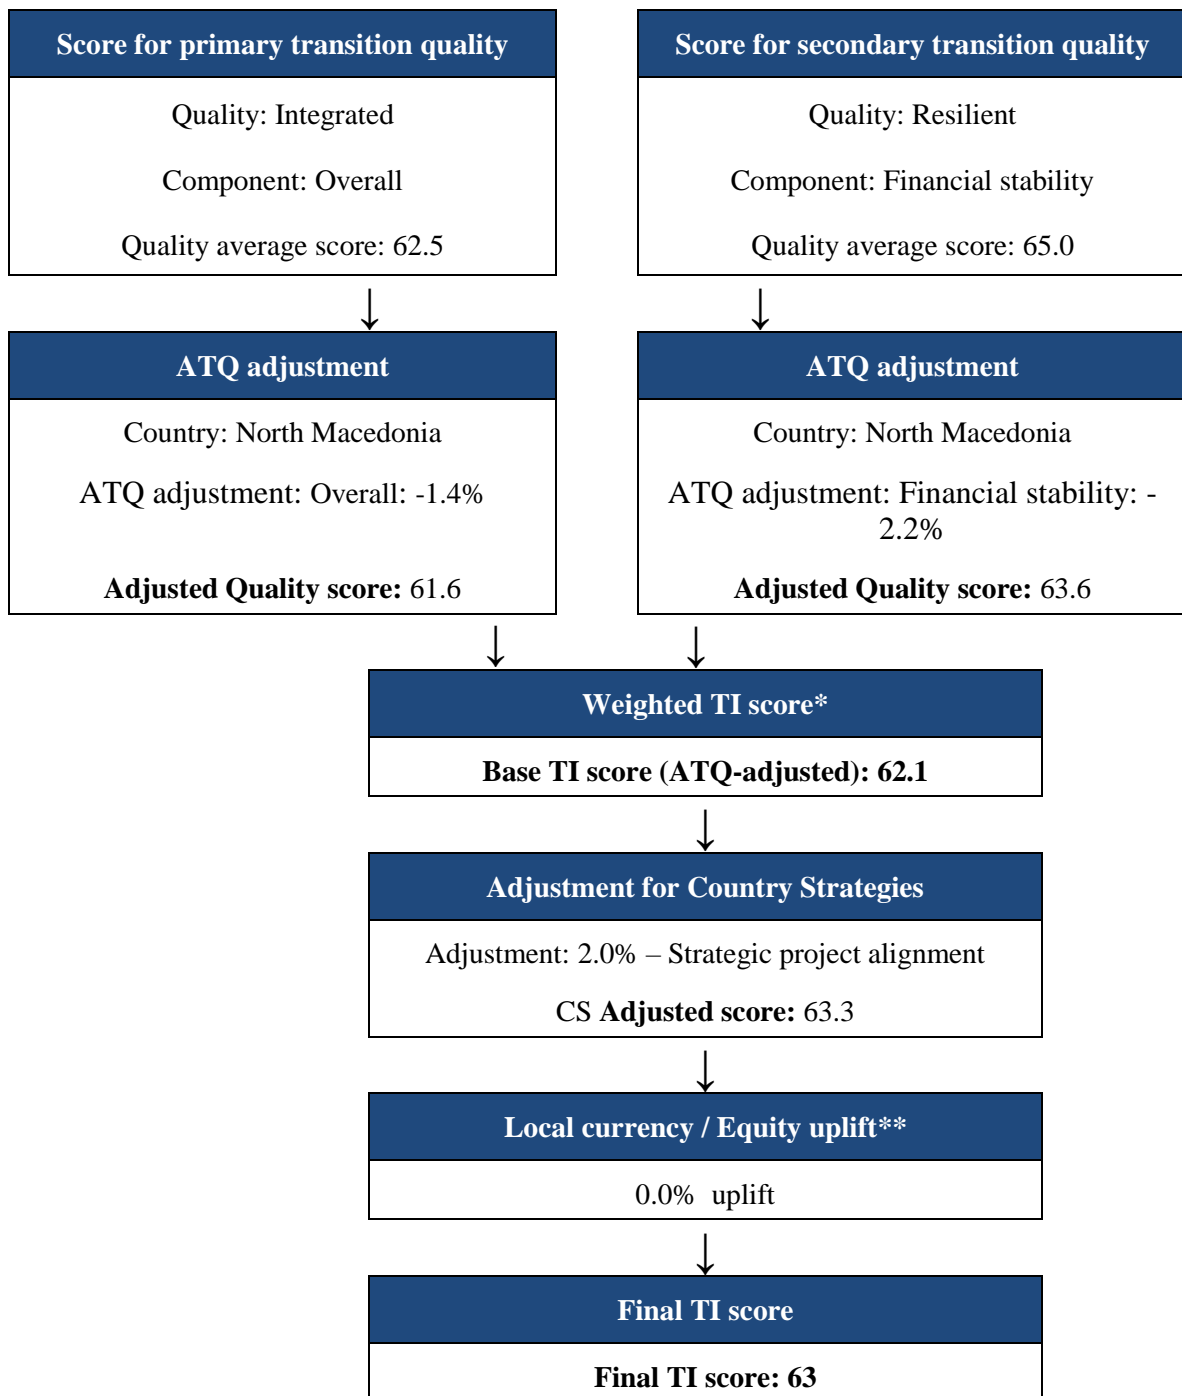 Score for primary transition quality
Quality: Integrated
Component: Overall
Quality average score: 62.5
Score for secondary transition quality
Quality: Resilient
Component: Financial stability
Quality average score: 65.0
ATQ adjustment
Country: North Macedonia
ATQ adjustment: Overall: -1.4%
Adjusted Quality score: 61.6
ATQ adjustment
Country: North Macedonia
ATQ adjustment: Financial stability: -
2.2%
Adjusted Quality score: 63.6
Weighted TI score*
Base TI score (ATQ-adjusted): 62.1
Adjustment for Country Strategies
Adjustment: 2.0% – Strategic project alignment
CS Adjusted score: 63.3
Local currency / Equity uplift**
0.0% uplift
Final TI score
Final TI score: 63